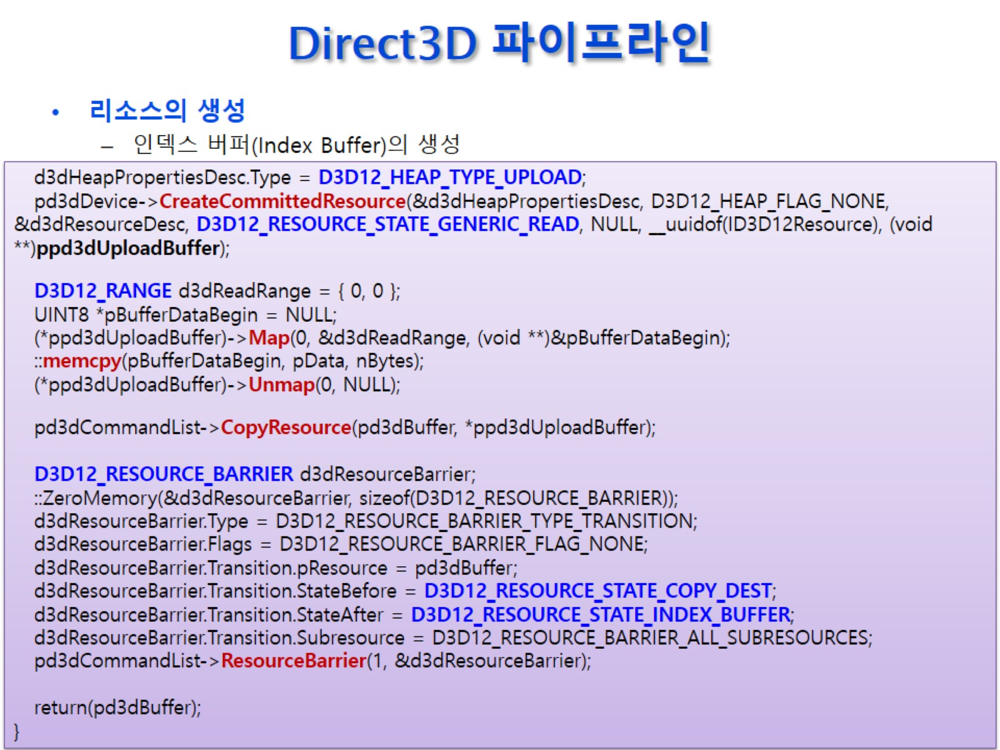 Direct3D 파이프라인
• 리소스의 생성
– 인덱스 버퍼(Index Buffer)의 생성
d3dHeapPropertiesDesc.Type = D3D12_HEAP_TYPE_UPLOAD;
pd3dDevice->CreateCommittedResource(&d3dHeapPropertiesDesc, D3D12_HEAP_FLAG_NONE,
&d3dResourceDesc, D3D12_RESOURCE_STATE_GENERIC_READ, NULL, __uuidof(ID3D12Resource), (void
**)ppd3dUploadBuffer);
D3D12_RANGE d3dReadRange = { 0, 0 };
UINT8 *pBufferDataBegin = NULL;
(*ppd3dUploadBuffer)->Map(0, &d3dReadRange, (void **)&pBufferDataBegin);
::memcpy(pBufferDataBegin, pData, nBytes);
(*ppd3dUploadBuffer)->Unmap(0, NULL);
pd3dCommandList->CopyResource(pd3dBuffer, *ppd3dUploadBuffer);
D3D12_RESOURCE_BARRIER d3dResourceBarrier;
::ZeroMemory(&d3dResourceBarrier, sizeof(D3D12_RESOURCE_BARRIER));
d3dResourceBarrier.Type = D3D12_RESOURCE_BARRIER_TYPE_TRANSITION;
d3dResourceBarrier.Flags = D3D12_RESOURCE_BARRIER_FLAG_NONE;
d3dResourceBarrier.Transition.pResource = pd3dBuffer;
d3dResourceBarrier.Transition.StateBefore = D3D12_RESOURCE_STATE_COPY_DEST;
d3dResourceBarrier.Transition.StateAfter = D3D12_RESOURCE_STATE_INDEX_BUFFER;
d3dResourceBarrier.Transition.Subresource = D3D12_RESOURCE_BARRIER_ALL_SUBRESOURCES;
pd3dCommandList->ResourceBarrier(1, &d3dResourceBarrier);
return(pd3dBuffer);
}